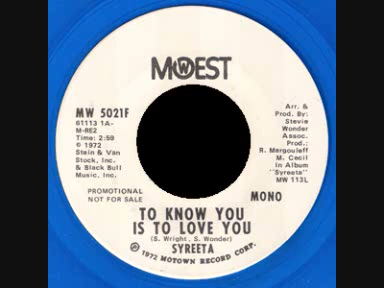 MOWEST
MW 5021F
61113 1A-
M-RE2
Time: 2:59
© 1972
Stein & Van
Stock, Inc.
& Black Bull
Music, Inc.
Arr. &
Prod. By:
Stevie
Wonder
Assoc.
Prod.:
R. Margouleff
M. Cecil
In Album
"Syreeta"
MW 113L
PROMOTIONAL
NOT FOR SALE
MONO
TO KNOW YOU
IS TO LOVE YOU
(S. Wright, S. Wonder)
SYREETA
℗ 1972 MOTOWN RECORD CORP.